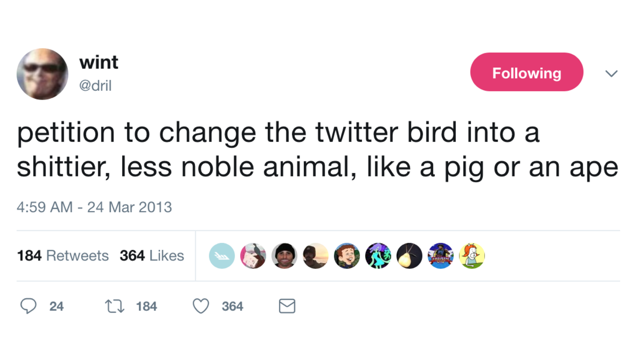 wint
@dril
Following
petition to change the twitter bird into a
shittier, less noble animal, like a pig or an ape
4:59 AM - 24 Mar 2013
184 Retweets 364 Likes
24 184 364